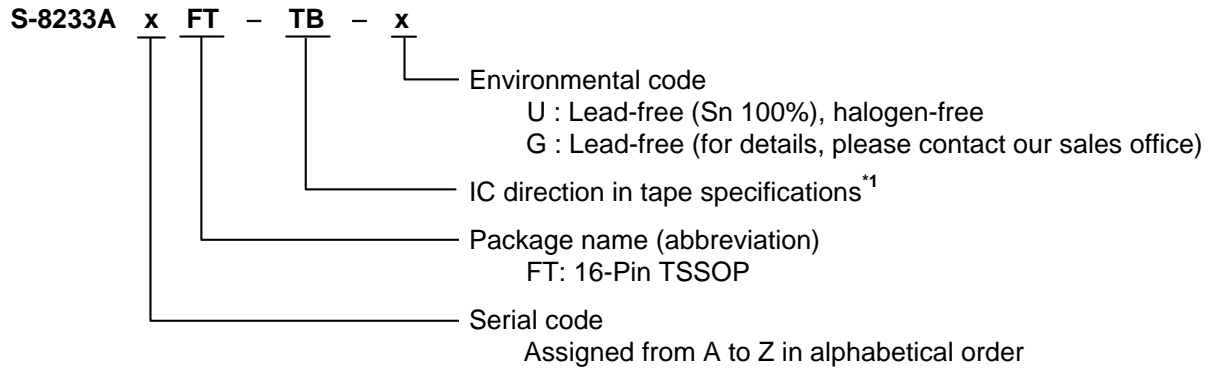 S-8233A x FT – TB – x
Environmental code
U : Lead-free (Sn 100%), halogen-free
G : Lead-free (for details, please contact our sales office)
IC direction in tape specifications*1
Package name (abbreviation)
FT: 16-Pin TSSOP
Serial code
Assigned from A to Z in alphabetical order